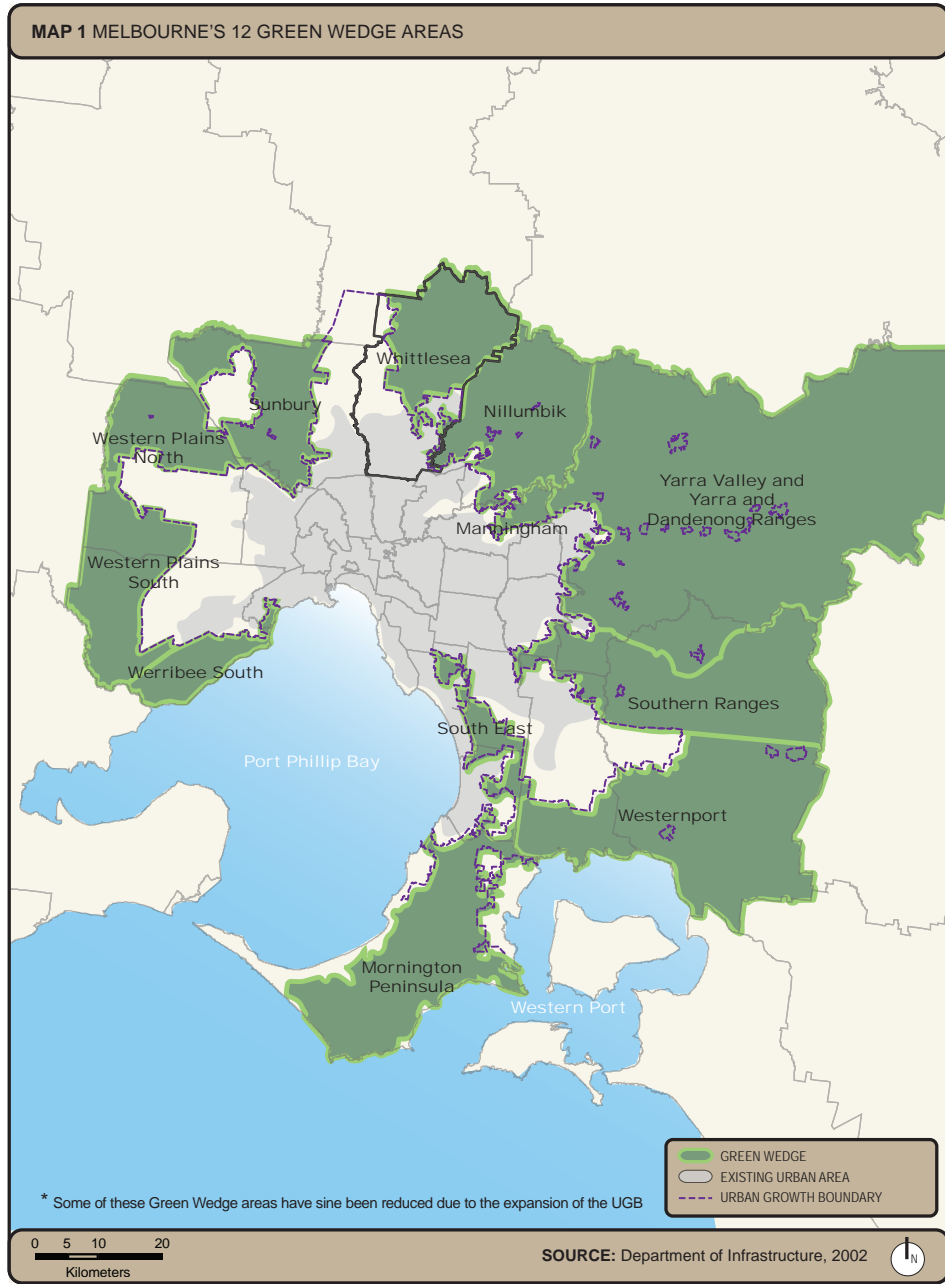 MAP 1 MELBOURNE'S 12 GREEN WEDGE AREAS
Whittlesea
Sunbury
Nillumbik
Western Plains
North
Yarra Valley and
Yarra and
Dandenong Ranges
Manningham
Western Plains
South
Werribee South
Southern Ranges
South East
Port Phillip Bay
Westernport
Mornington
Peninsula
Western Port
GREEN WEDGE
EXISTING URBAN AREA
URBAN GROWTH BOUNDARY
* Some of these Green Wedge areas have sine been reduced due to the expansion of the UGB
0 5 10 20
Kilometers
SOURCE: Department of Infrastructure, 2002
N